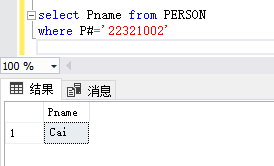 select Pname from PERSON
where P#='22321002'
100 %
结果 消息
Pname
1 Cai